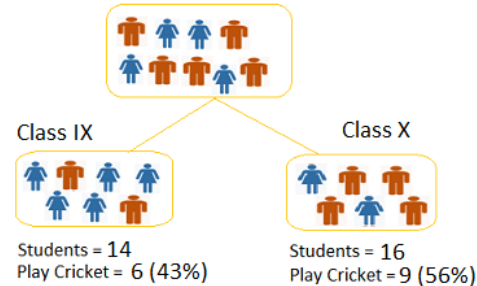 Class IX
Class X
Students = 14
Play Cricket = 6 (43%)
Students = 16
Play Cricket = 9 (56%)